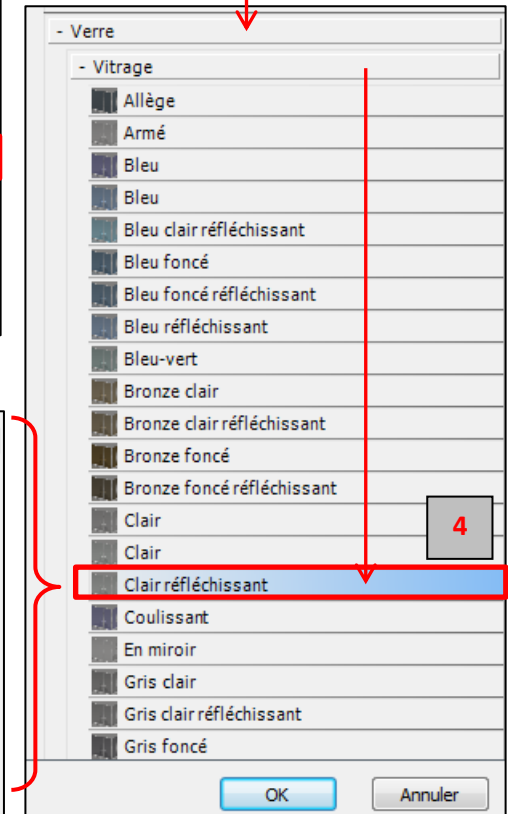 - Verre
- Vitrage
Allège
Armé
Bleu
Bleu
Bleu clair réfléchissant
Bleu foncé
Bleu foncé réfléchissant
Bleu réfléchissant
Bleu-vert
Bronze clair
Bronze clair réfléchissant
Bronze foncé
Bronze foncé réfléchissant
Clair
4
Clair
Clair réfléchissant
Coulissant
En miroir
Gris clair
Gris clair réfléchissant
Gris foncé
OK Annuler